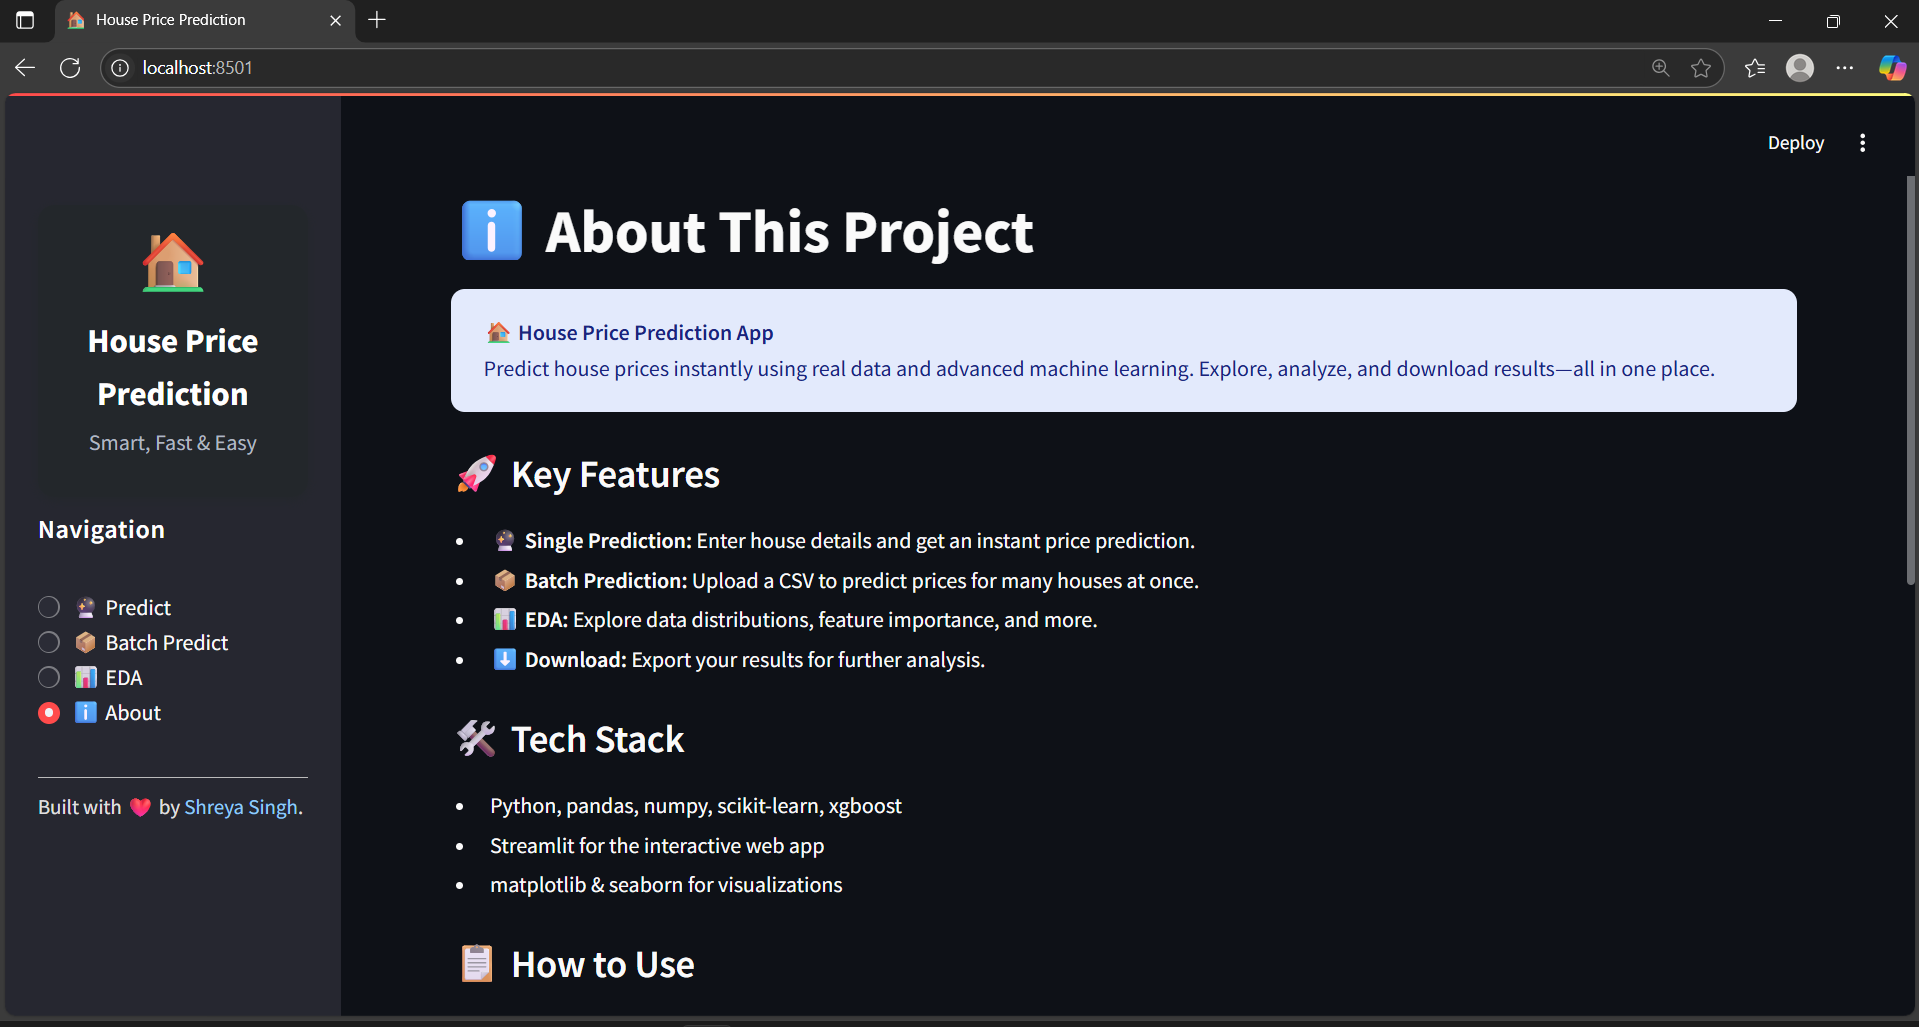 House Price Prediction
localhost:8501
Deploy
House Price
Prediction
Smart, Fast & Easy
Navigation
Predict
Batch Predict
EDA
About
Built with ❤️ by Shreya Singh.
ℹ️ About This Project
🏠 House Price Prediction App
Predict house prices instantly using real data and advanced machine learning. Explore, analyze, and download results—all in one place.
🚀 Key Features
• 🔮 Single Prediction: Enter house details and get an instant price prediction.
• 📦 Batch Prediction: Upload a CSV to predict prices for many houses at once.
• 📊 EDA: Explore data distributions, feature importance, and more.
• ⬇️ Download: Export your results for further analysis.
🛠️ Tech Stack
• Python, pandas, numpy, scikit-learn, xgboost
• Streamlit for the interactive web app
• matplotlib & seaborn for visualizations
📋 How to Use